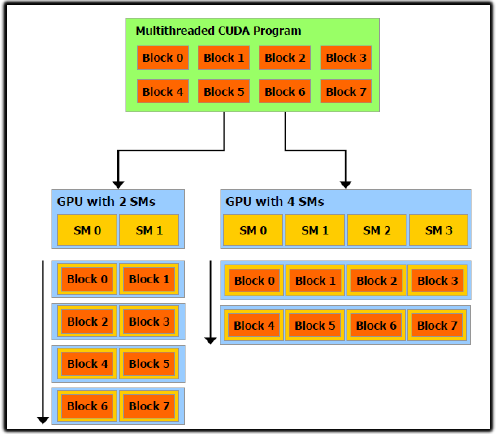 Multithreaded CUDA Program
Block 0 Block 1 Block 2 Block 3
Block 4 Block 5 Block 6 Block 7
GPU with 2 SMs
SM 0 SM 1
Block 0 Block 1
Block 2 Block 3
Block 4 Block 5
Block 6 Block 7
GPU with 4 SMs
SM 0 SM 1 SM 2 SM 3
Block 0 Block 1 Block 2 Block 3
Block 4 Block 5 Block 6 Block 7